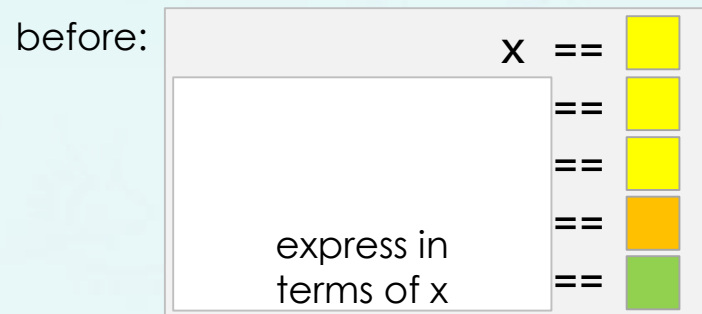 before:
x ==
==
==
==
==
express in
terms of x